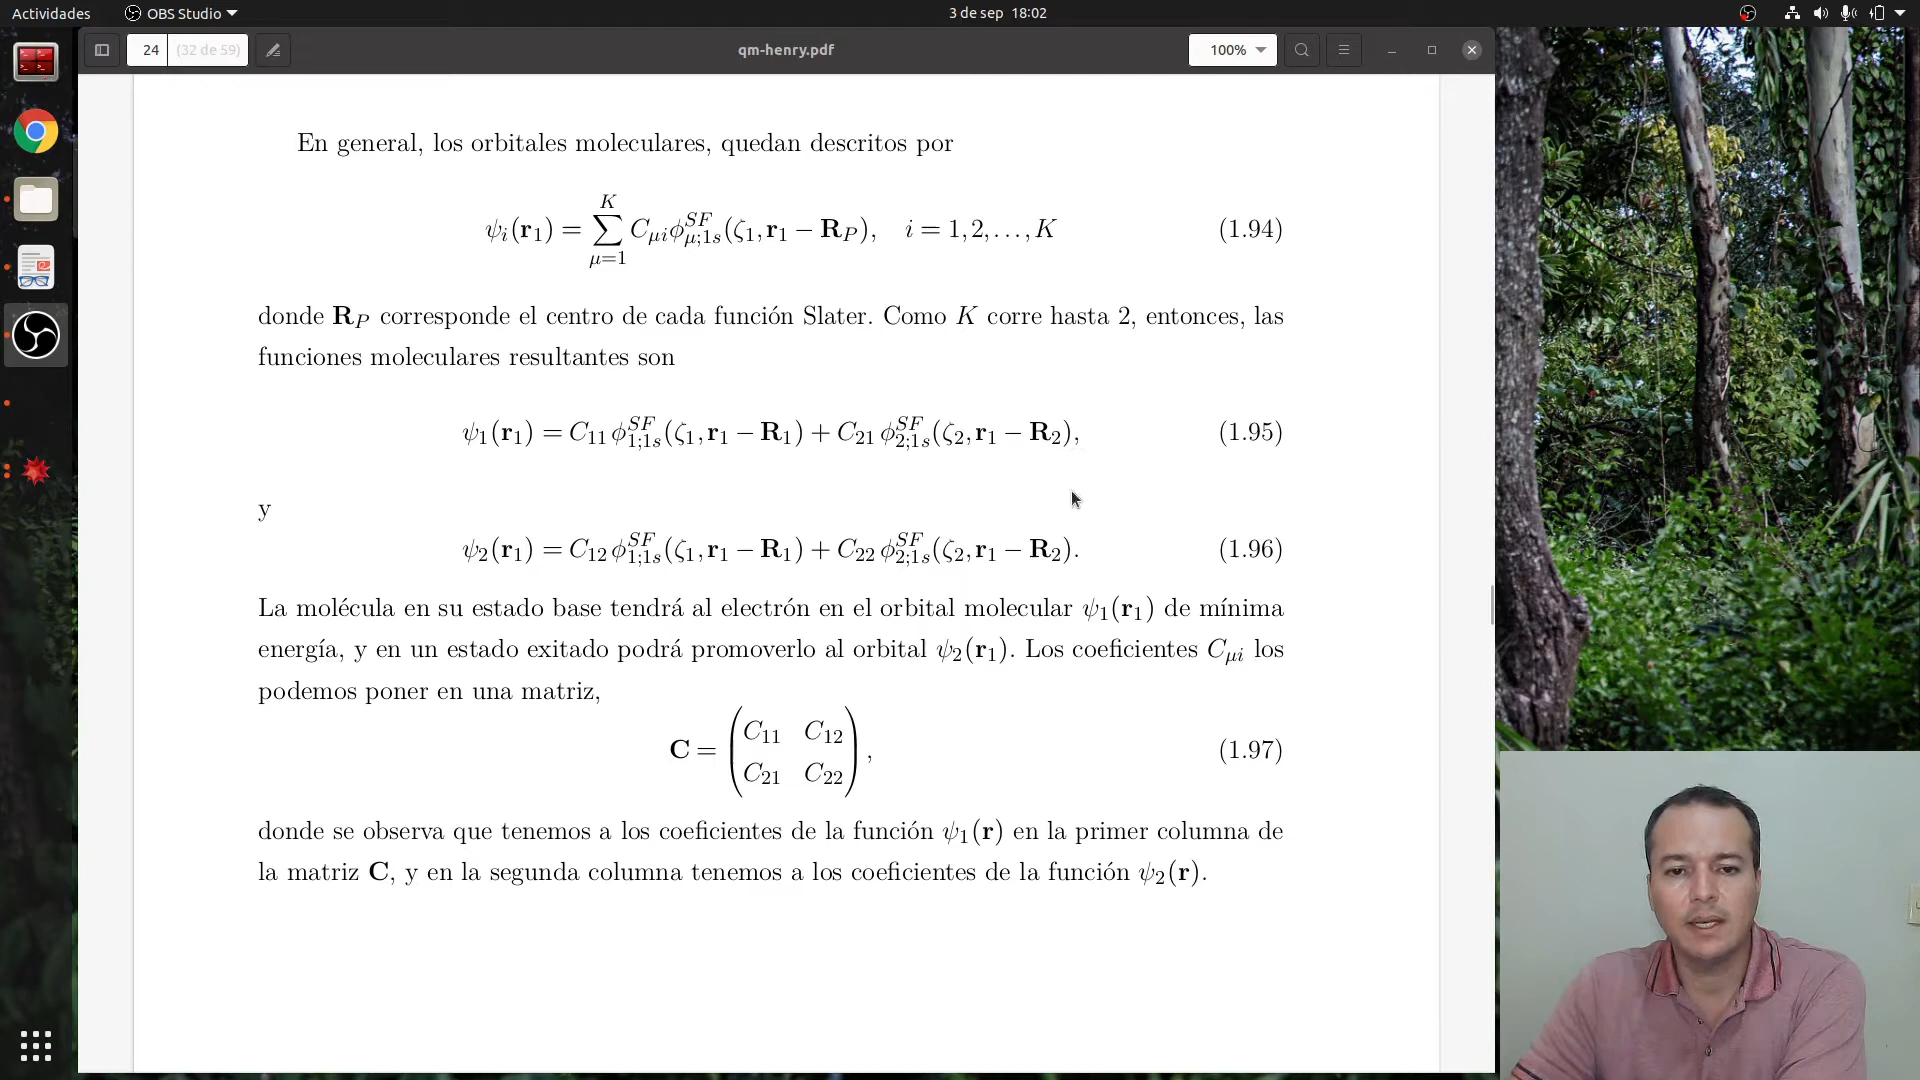 Actividades OBS Studio 3 de sep 18:02
24 (32 de 59) qm-henry.pdf 100%
En general, los orbitales moleculares, quedan descritos por
ψ_i(r_1) = ∑_{μ=1}^{K} C_{μi} ϕ^{SF}_{μ;1s}(ζ_1, r_1 − R_P), i = 1, 2, . . . , K (1.94)
donde R_P corresponde el centro de cada función Slater. Como K corre hasta 2, entonces, las
funciones moleculares resultantes son
ψ_1(r_1) = C_{11} ϕ^{SF}_{1;1s}(ζ_1, r_1 − R_1) + C_{21} ϕ^{SF}_{2;1s}(ζ_2, r_1 − R_2), (1.95)
y
ψ_2(r_1) = C_{12} ϕ^{SF}_{1;1s}(ζ_1, r_1 − R_1) + C_{22} ϕ^{SF}_{2;1s}(ζ_2, r_1 − R_2). (1.96)
La molécula en su estado base tendrá al electrón en el orbital molecular ψ_1(r_1) de mínima
energía, y en un estado exitado podrá promoverlo al orbital ψ_2(r_1). Los coeficientes C_{μi} los
podemos poner en una matriz,
C = ( C_{11} C_{12}
C_{21} C_{22} ), (1.97)
donde se observa que tenemos a los coeficientes de la función ψ_1(r) en la primer columna de
la matriz C, y en la segunda columna tenemos a los coeficientes de la función ψ_2(r).